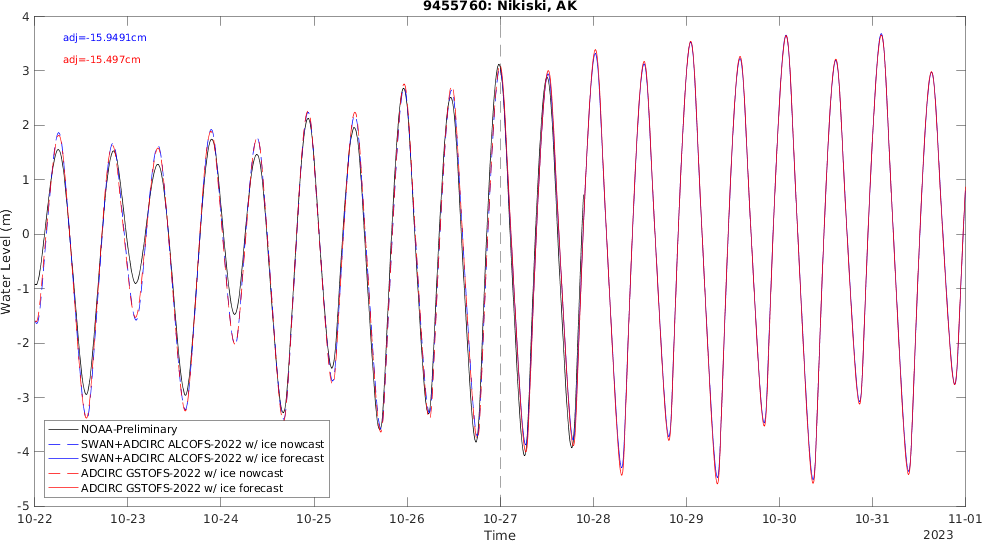 9455760: Nikiski, AK
adj=-15.9491cm
adj=-15.497cm
Water Level (m)
4
3
2
1
0
-1
-2
-3
-4
-5
NOAA-Preliminary
SWAN+ADCIRC ALCOFS-2022 w/ ice nowcast
SWAN+ADCIRC ALCOFS-2022 w/ ice forecast
ADCIRC GSTOFS-2022 w/ ice nowcast
ADCIRC GSTOFS-2022 w/ ice forecast
10-22 10-23 10-24 10-25 10-26 10-27 10-28 10-29 10-30 10-31 11-01
Time
2023